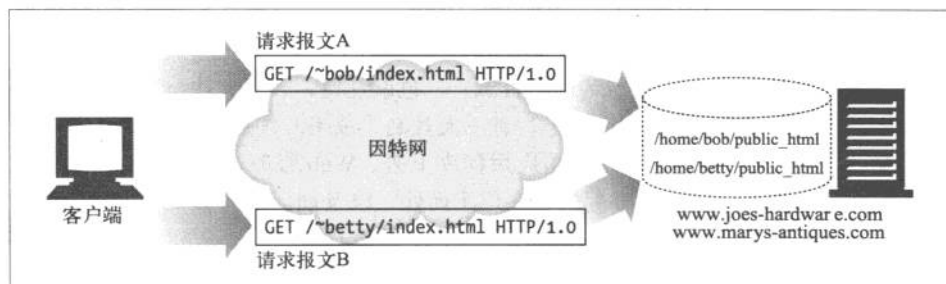 请求报文A
GET /~bob/index.html HTTP/1.0
因特网
/home/bob/public_html
/home/betty/public_html
客户端
www.joes-hardwar e.com
www.marys-antiques.com
GET /~betty/index.html HTTP/1.0
请求报文B